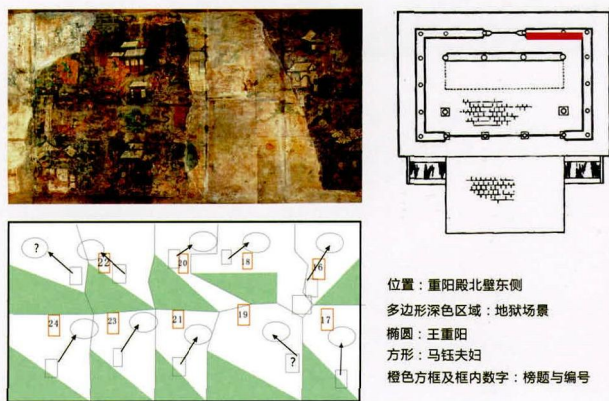 ?
22
20
18
16
24
23
21
19
17
?
位置：重阳殿北壁东侧
多边形深色区域：地狱场景
椭圆：王重阳
方形：马钰夫妇
橙色方框及框内数字：榜题与编号